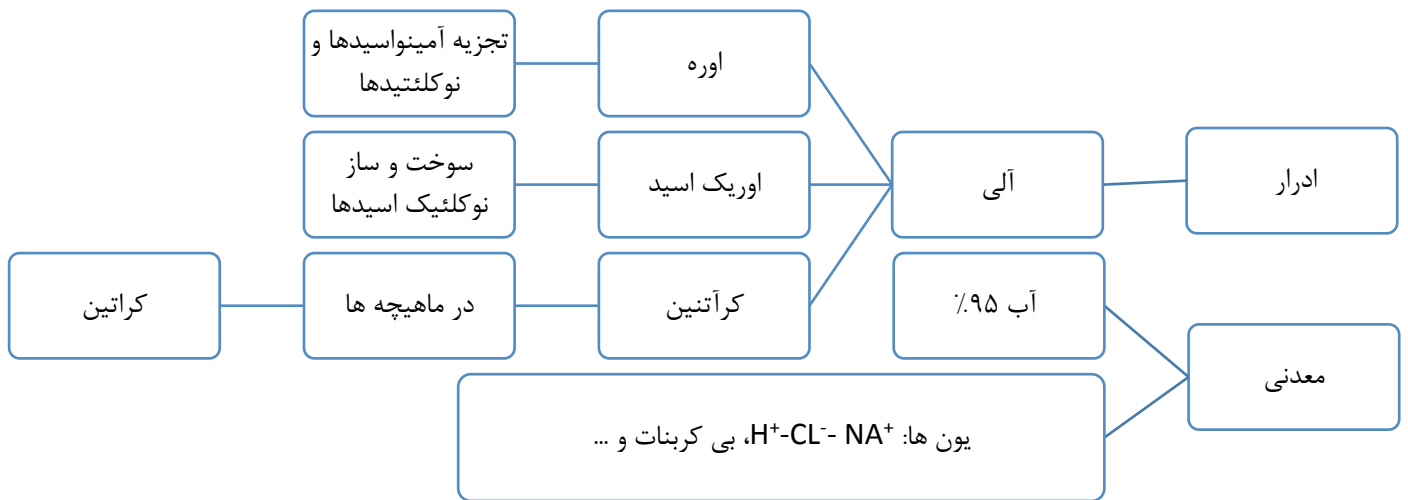 ادرار
آلی
اوره
تجزیه آمینواسیدها و
نوکلئتیدها
اوریک اسید
سوخت و ساز
نوکلئیک اسیدها
کرآتنین
در ماهیچه ها
کراتین
معدنی
آب ۹۵٪
یون ها: H⁺-CL⁻- NA⁺، بی کربنات و ...